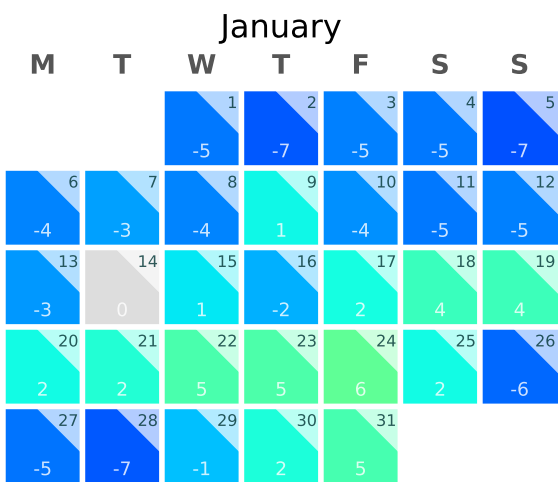 January
M T W T F S S
1 2 3 4 5
-5 -7 -5 -5 -7
6 7 8 9 10 11 12
-4 -3 -4 1 -4 -5 -5
13 14 15 16 17 18 19
-3 0 1 -2 2 4 4
20 21 22 23 24 25 26
2 2 5 5 6 2 -6
27 28 29 30 31
-5 -7 -1 2 5